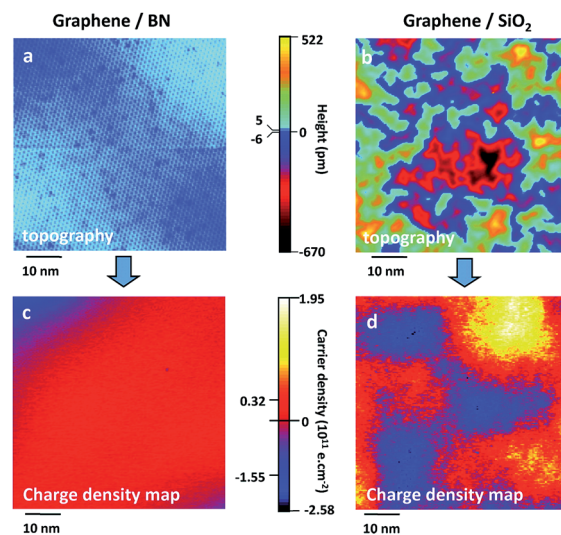 Graphene / BN
Graphene / SiO₂
a
topography
10 nm
522
5
0
-6
-670
Height (pm)
b
topography
10 nm
c
Charge density map
10 nm
1.95
0.32
0
-1.55
-2.58
Carrier density (10¹¹ e.cm⁻²)
d
Charge density map
10 nm